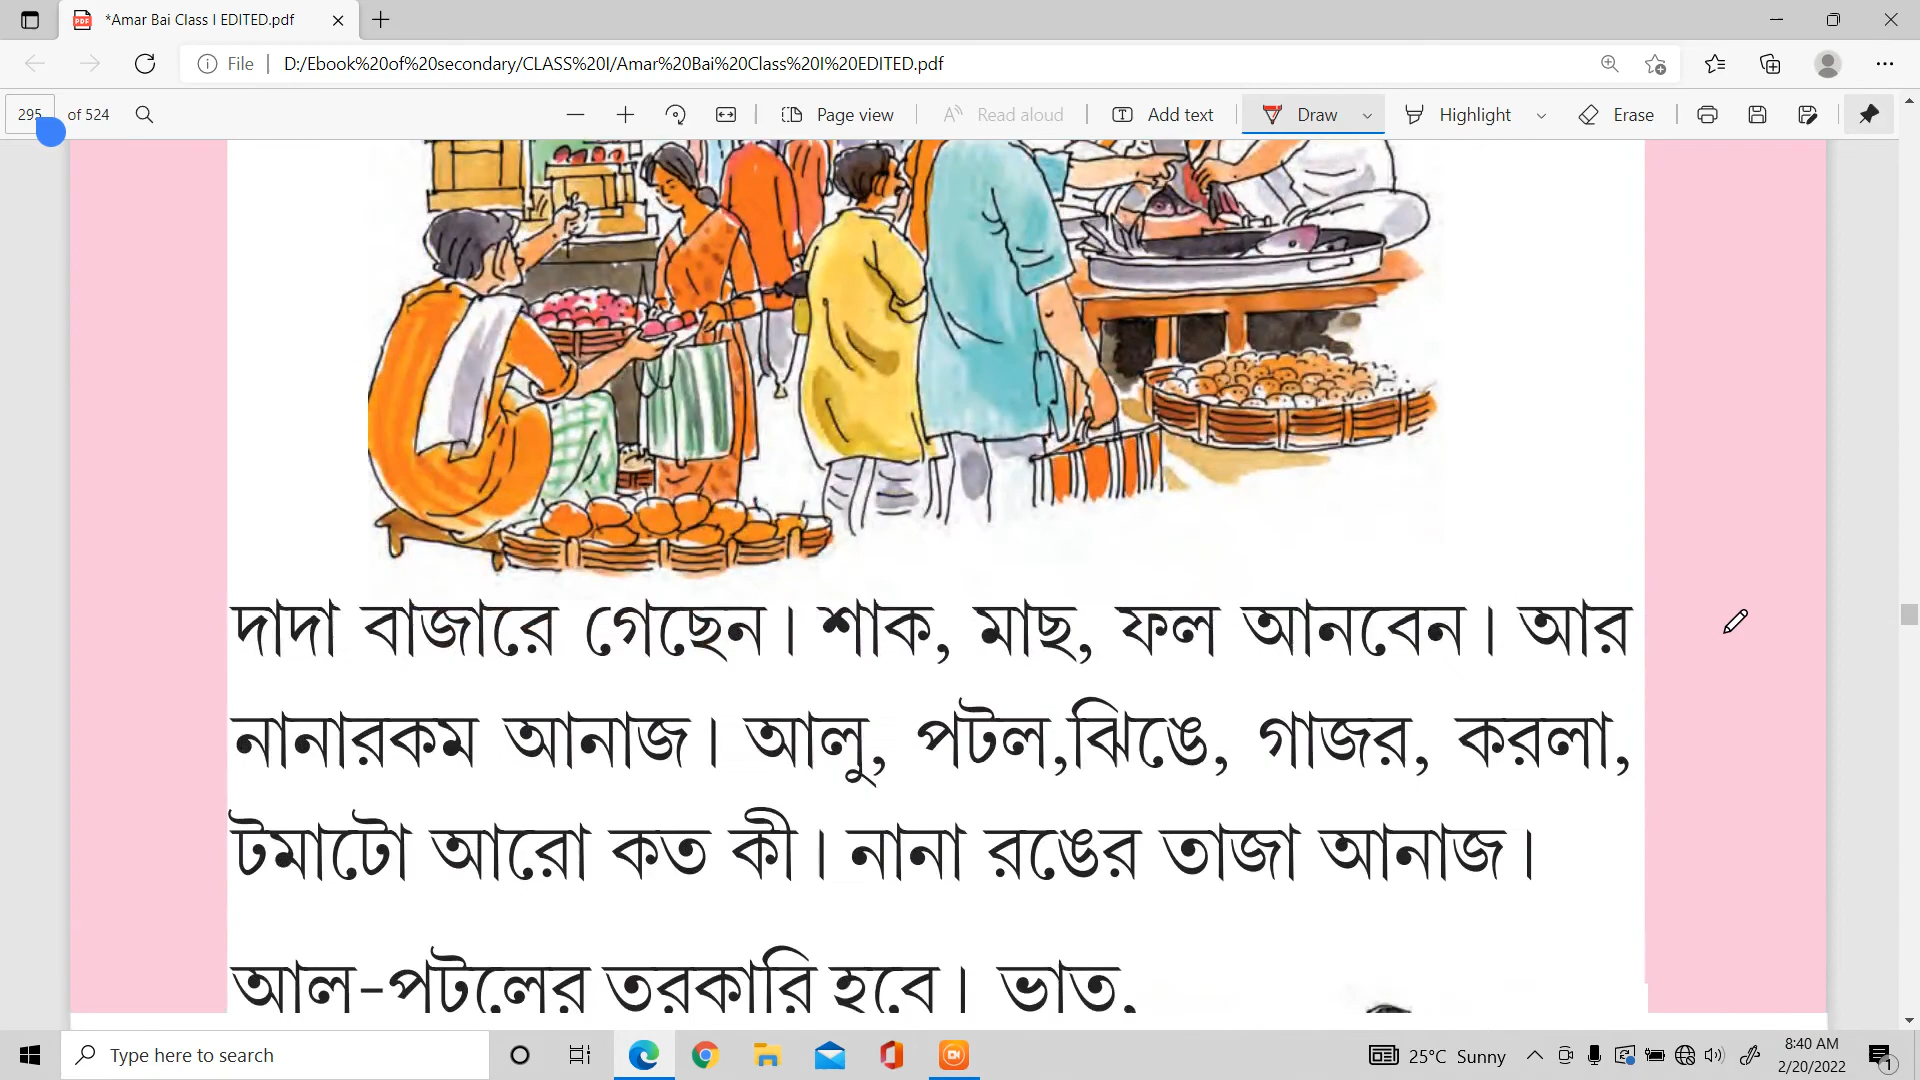 *Amar Bai Class I EDITED.pdf
File
D:/Ebook%20of%20secondary/CLASS%20I/Amar%20Bai%20Class%20I%20EDITED.pdf
295 of 524
Page view
Read aloud
Add text
Draw
Highlight
Erase
দাদা বাজারে গেছেন। শাক, মাছ, ফল আনবেন। আর
নানারকম আনাজ। আলু, পটল,ঝিঙে, গাজর, করলা,
টমাটো আরো কত কী। নানা রঙের তাজা আনাজ।
আলু-পটলের তরকারি হবে। ভাত,
Type here to search
25°C Sunny
8:40 AM
2/20/2022
1